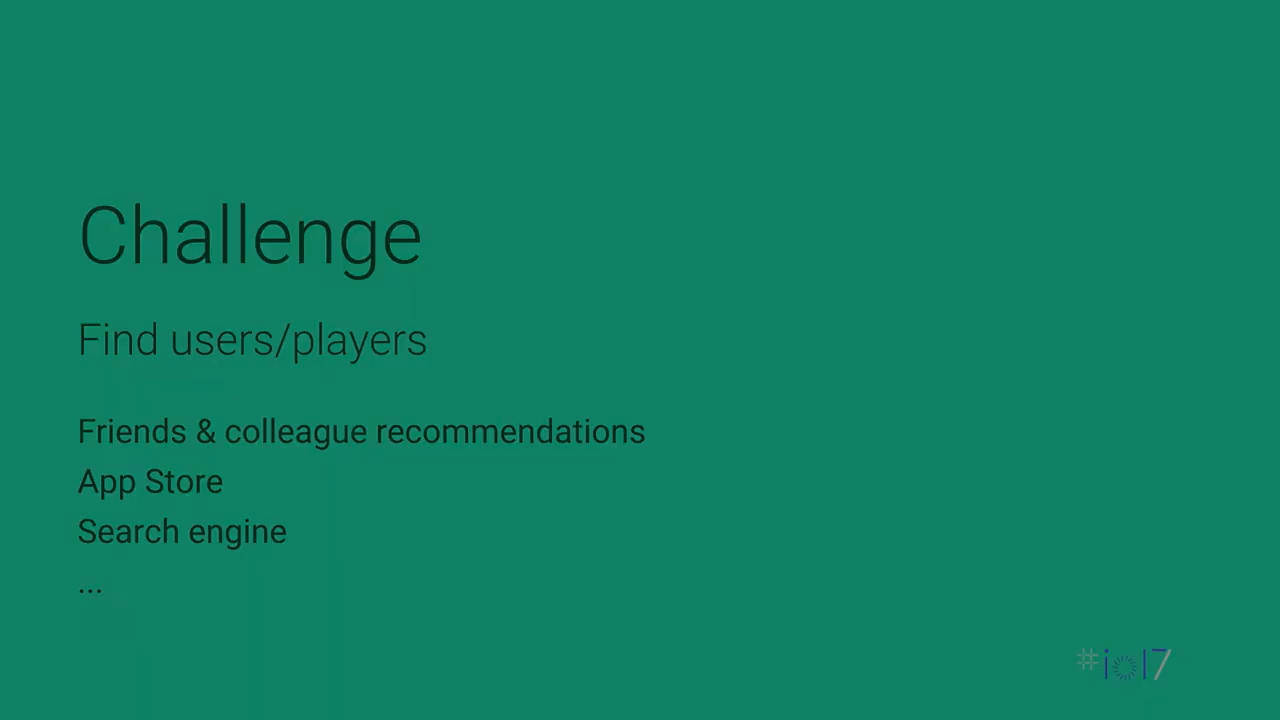 Challenge
Find users/players
Friends & colleague recommendations
App Store
Search engine
...
#io17